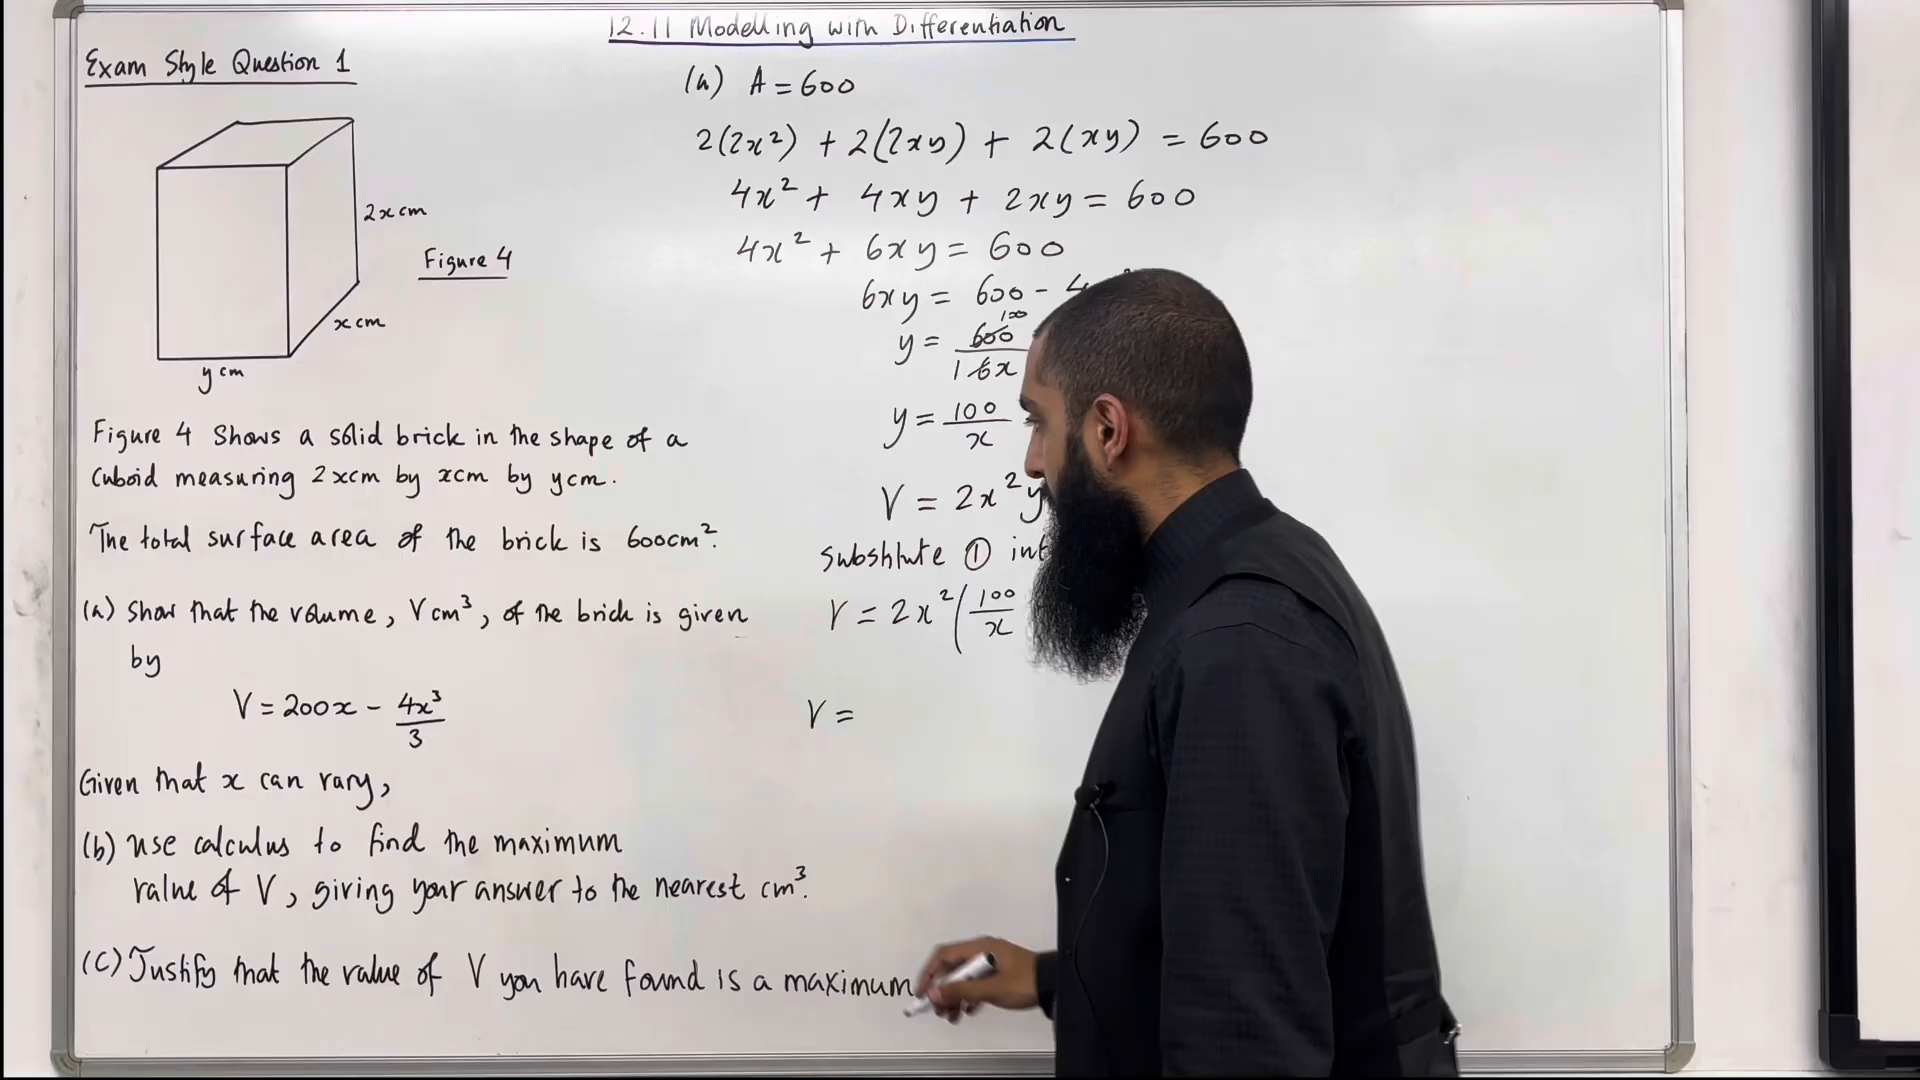 12.11 Modelling with Differentiation
Exam Style Question 1
2x cm
Figure 4
x cm
y cm
Figure 4 Shows a solid brick in the shape of a
cuboid measuring 2xcm by xcm by ycm.
The total surface area of the brick is 600cm².
(a) Show that the volume, V cm³, of the brick is given
by
V = 200x - 4x³/3
Given that x can vary,
(b) Use calculus to find the maximum
value of V, giving your answer to the nearest cm³.
(c) Justify that the value of V you have found is a maximum
(a) A = 600
2(2x²) + 2(2xy) + 2(xy) = 600
4x² + 4xy + 2xy = 600
4x² + 6xy = 600
6xy = 600 - 4
100
y = 600/16x
y = 100/x
V = 2x²y
substitute ① int
V = 2x²(100/x
V =